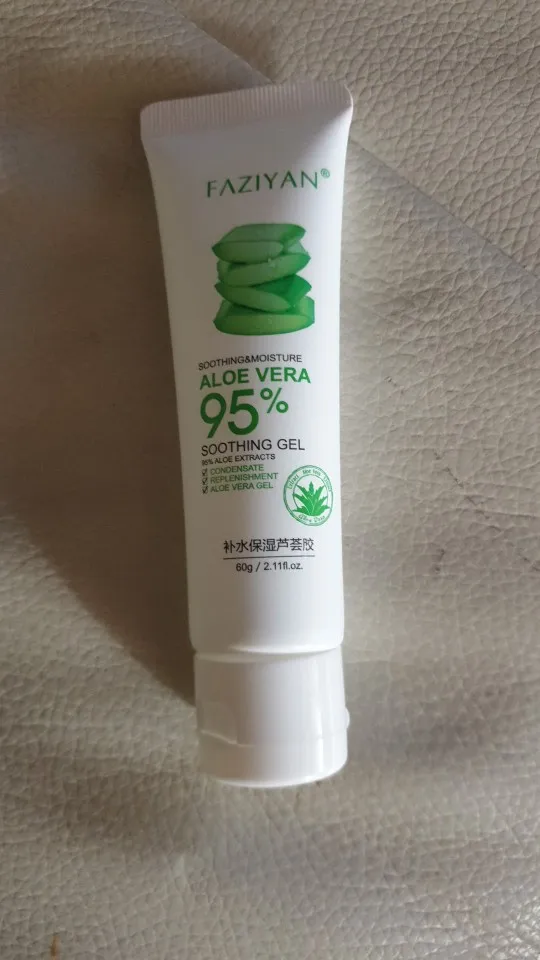 FAZIYAN®
SOOTHING&MOISTURE
ALOE VERA
95%
SOOTHING GEL
95% ALOE EXTRACTS
CONDENSATE
REPLENISHMENT
ALOE VERA GEL
补水保湿芦荟胶
60g / 2.11fl.oz.